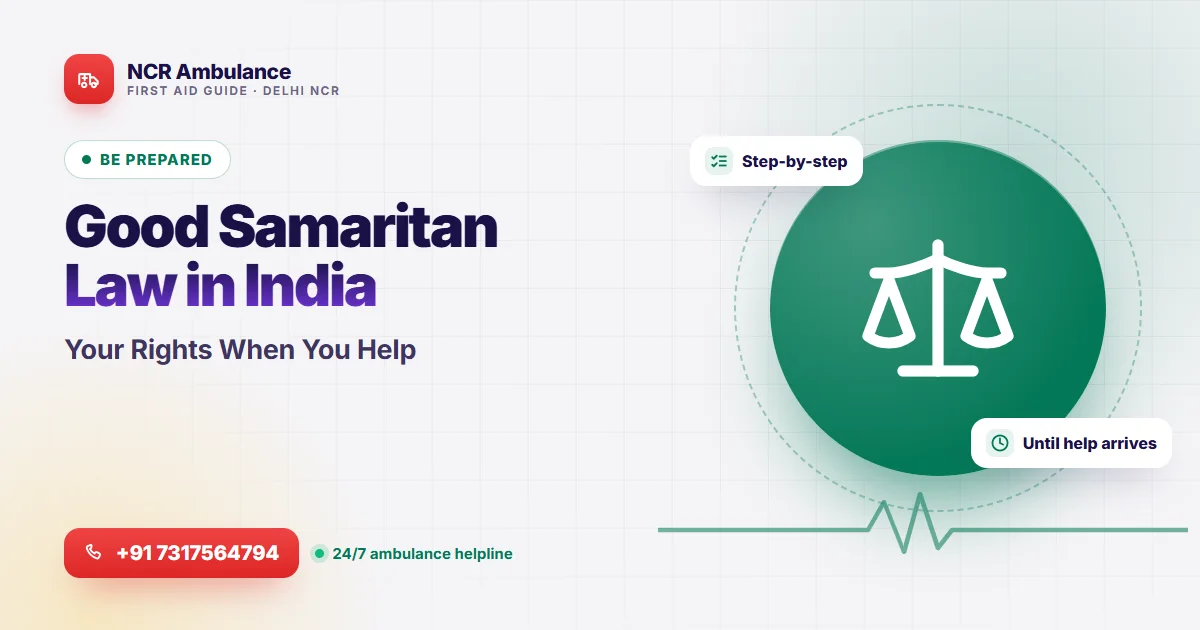 NCR Ambulance
FIRST AID GUIDE · DELHI NCR
BE PREPARED
Good Samaritan
Law in India
Your Rights When You Help
Step-by-step
Until help arrives
+91 7317564794
24/7 ambulance helpline